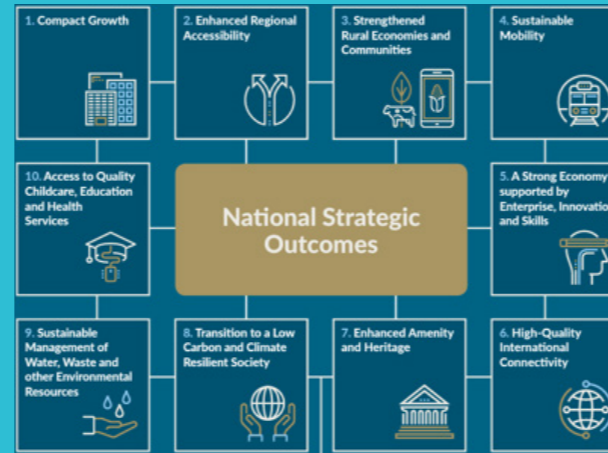 1. Compact Growth
2. Enhanced Regional
Accessibility
3. Strengthened
Rural Economies and
Communities
4. Sustainable
Mobility
10. Access to Quality
Childcare, Education
and Health
Services
National Strategic
Outcomes
5. A Strong Economy
supported by
Enterprise, Innovatio
and Skills
9. Sustainable
Management of
Water, Waste and
other Environmental
Resources
8. Transition to a Low
Carbon and Climate
Resilient Society
7. Enhanced Amenity
and Heritage
6. High-Quality
International
Connectivity